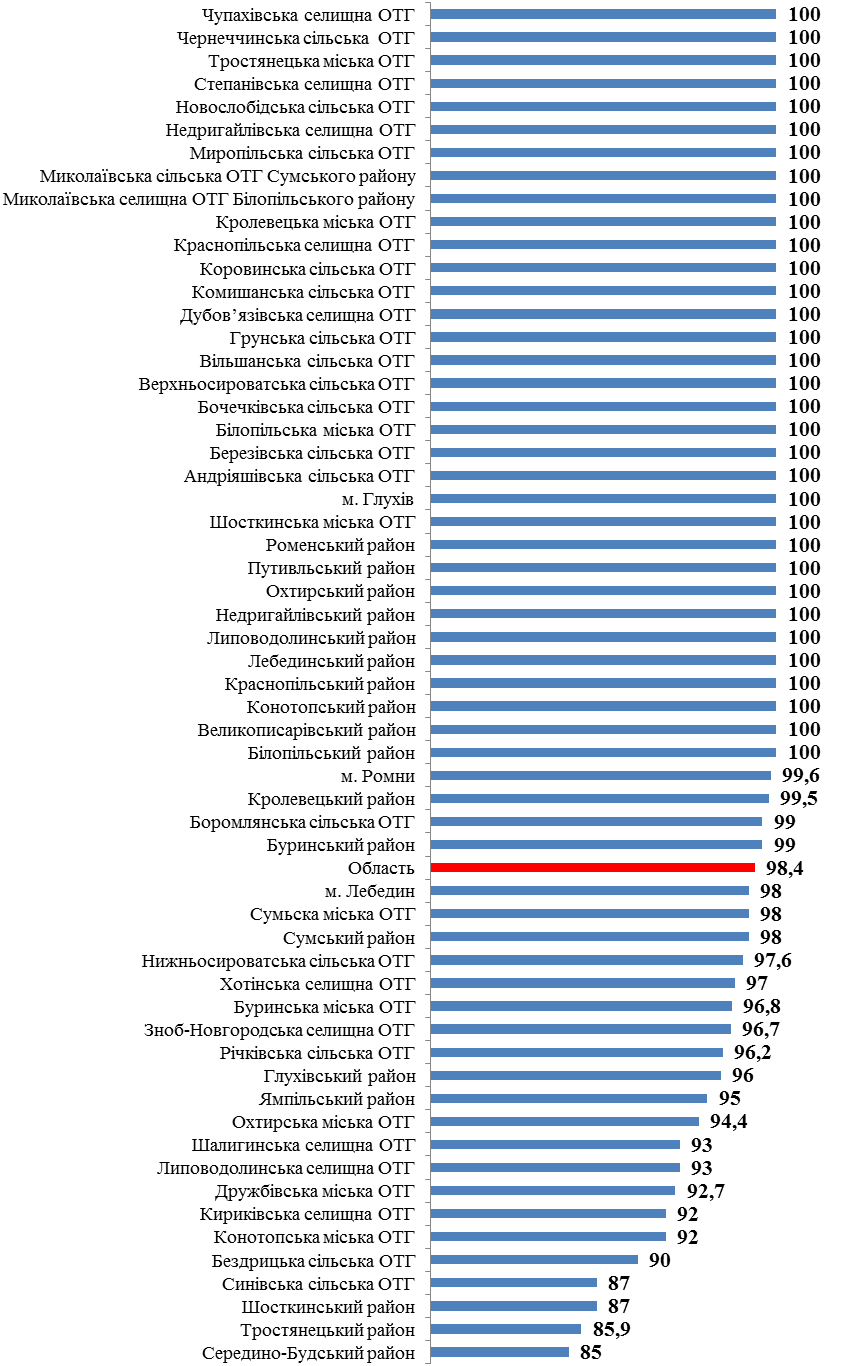 Чупахівська селищна ОТГ 100
Чернеччинська сільська ОТГ 100
Тростянецька міська ОТГ 100
Степанівська селищна ОТГ 100
Новослобідська сільська ОТГ 100
Недригайлівська селищна ОТГ 100
Миропільська сільська ОТГ 100
Миколаївська сільська ОТГ Сумського району 100
Миколаївська селищна ОТГ Білопільського району 100
Кролевецька міська ОТГ 100
Краснопільська селищна ОТГ 100
Коровинська сільська ОТГ 100
Комишанська сільська ОТГ 100
Дубов’язівська селищна ОТГ 100
Грунська сільська ОТГ 100
Вільшанська сільська ОТГ 100
Верхньосироватська сільська ОТГ 100
Бочечківська сільська ОТГ 100
Білопільська міська ОТГ 100
Березівська сільська ОТГ 100
Андріяшівська сільська ОТГ 100
м. Глухів 100
Шосткинська міська ОТГ 100
Роменський район 100
Путивльський район 100
Охтирський район 100
Недригайлівський район 100
Липоводолинський район 100
Лебединський район 100
Краснопільський район 100
Конотопський район 100
Великописарівський район 100
Білопільський район 100
м. Ромни 99,6
Кролевецький район 99,5
Боромлянська сільська ОТГ 99
Буринський район 99
Область 98,4
м. Лебедин 98
Сумьска міська ОТГ 98
Сумський район 98
Нижньосироватська сільська ОТГ 97,6
Хотінська селищна ОТГ 97
Буринська міська ОТГ 96,8
Зноб-Новгородська селищна ОТГ 96,7
Річківська сільська ОТГ 96,2
Глухівський район 96
Ямпільський район 95
Охтирська міська ОТГ 94,4
Шалигинська селищна ОТГ 93
Липоводолинська селищна ОТГ 93
Дружбівська міська ОТГ 92,7
Кириківська селищна ОТГ 92
Конотопська міська ОТГ 92
Бездрицька сільська ОТГ 90
Синівська сільська ОТГ 87
Шосткинський район 87
Тростянецький район 85,9
Середино-Будський район 85